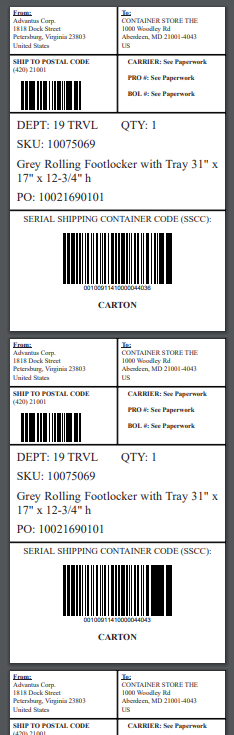 From:
Advantus Corp.
1818 Dock Street
Petersburg, Virginia 23803
United States
To:
CONTAINER STORE THE
1000 Woodley Rd
Aberdeen, MD 21001-4043
US
SHIP TO POSTAL CODE
(420) 21001
CARRIER: See Paperwork
PRO #: See Paperwork
BOL #: See Paperwork
DEPT: 19 TRVL QTY: 1
SKU: 10075069
Grey Rolling Footlocker with Tray 31" x
17" x 12-3/4" h
PO: 10021690101
SERIAL SHIPPING CONTAINER CODE (SSCC):
00100911410000044036
CARTON
From:
Advantus Corp.
1818 Dock Street
Petersburg, Virginia 23803
United States
To:
CONTAINER STORE THE
1000 Woodley Rd
Aberdeen, MD 21001-4043
US
SHIP TO POSTAL CODE
(420) 21001
CARRIER: See Paperwork
PRO #: See Paperwork
BOL #: See Paperwork
DEPT: 19 TRVL QTY: 1
SKU: 10075069
Grey Rolling Footlocker with Tray 31" x
17" x 12-3/4" h
PO: 10021690101
SERIAL SHIPPING CONTAINER CODE (SSCC):
00100911410000044043
CARTON
From:
Advantus Corp.
1818 Dock Street
Petersburg, Virginia 23803
United States
To:
CONTAINER STORE THE
1000 Woodley Rd
Aberdeen, MD 21001-4043
US
SHIP TO POSTAL CODE
(420) 21001
CARRIER: See Paperwork